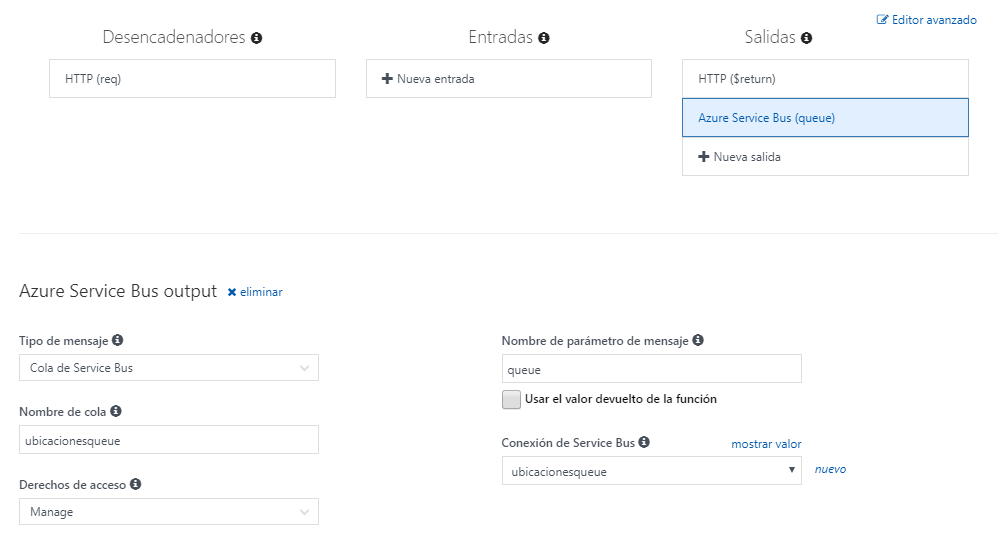 Editor avanzado
Desencadenadores
Entradas
Salidas
HTTP (req)
Nueva entrada
HTTP ($return)
Azure Service Bus (queue)
Nueva salida
Azure Service Bus output
eliminar
Tipo de mensaje
Cola de Service Bus
Nombre de parámetro de mensaje
queue
Usar el valor devuelto de la función
Nombre de cola
ubicacionesqueue
Conexión de Service Bus
mostrar valor
ubicacionesqueue
nuevo
Derechos de acceso
Manage